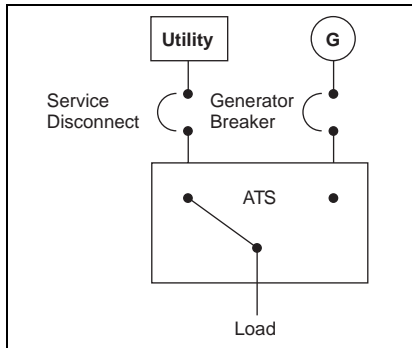 Utility
G
Service
Disconnect
Generator
Breaker
ATS
Load